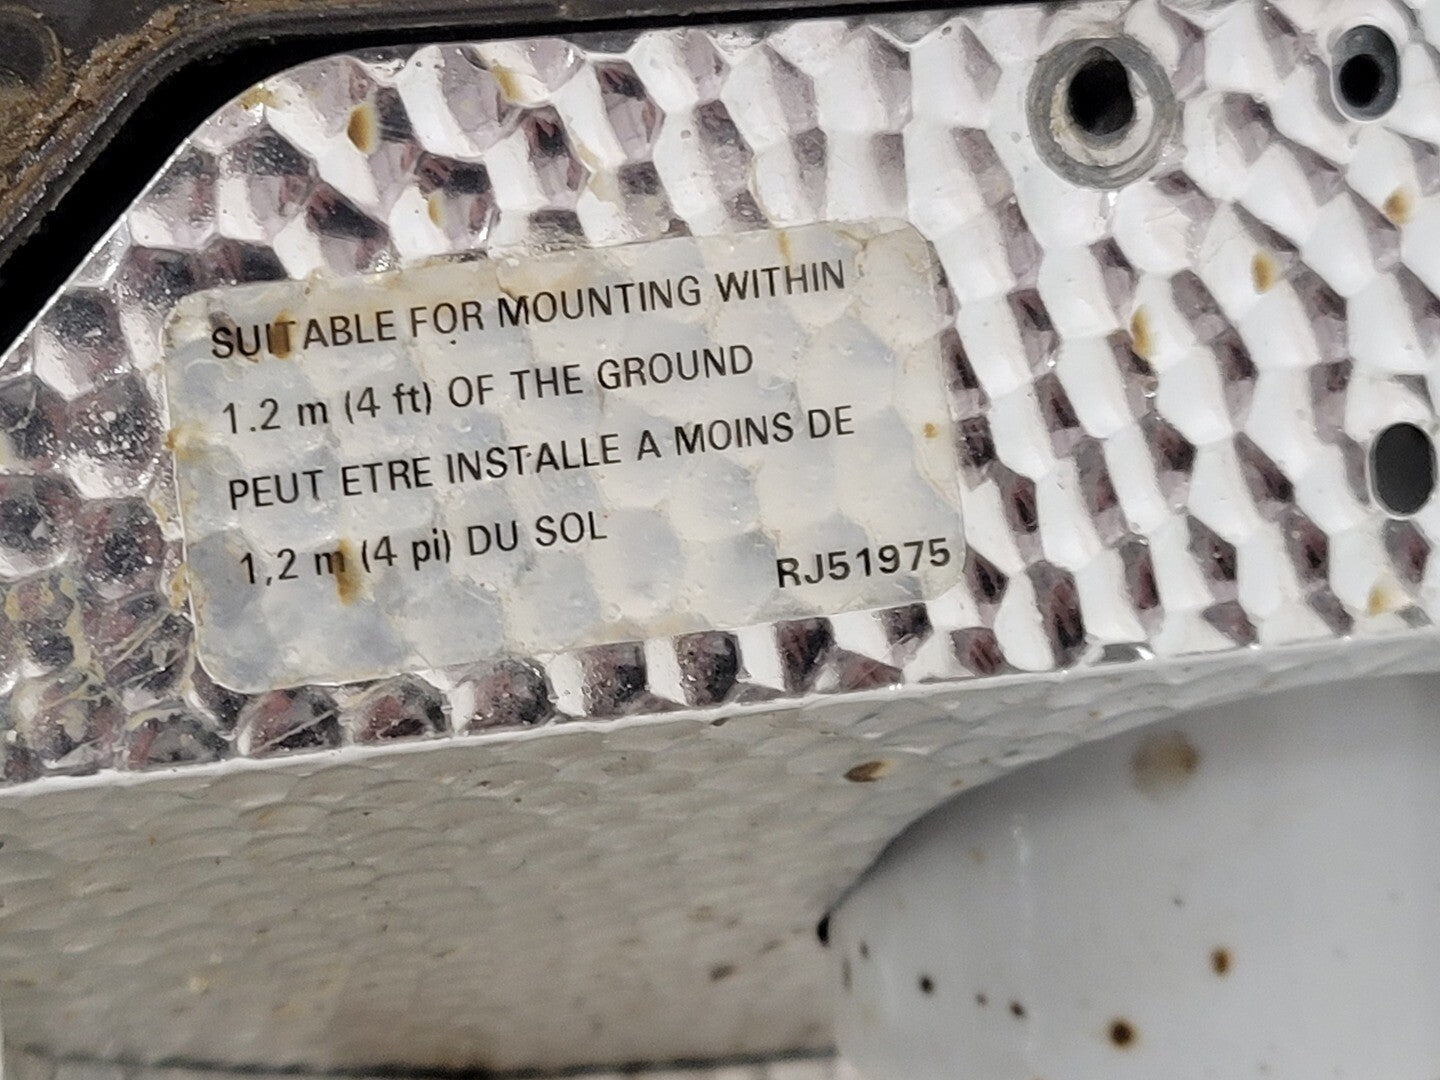 SUITABLE FOR MOUNTING WITHIN
1.2 m (4 ft) OF THE GROUND
PEUT ETRE INSTALLE A MOINS DE
1,2 m (4 pi) DU SOL
RJ51975